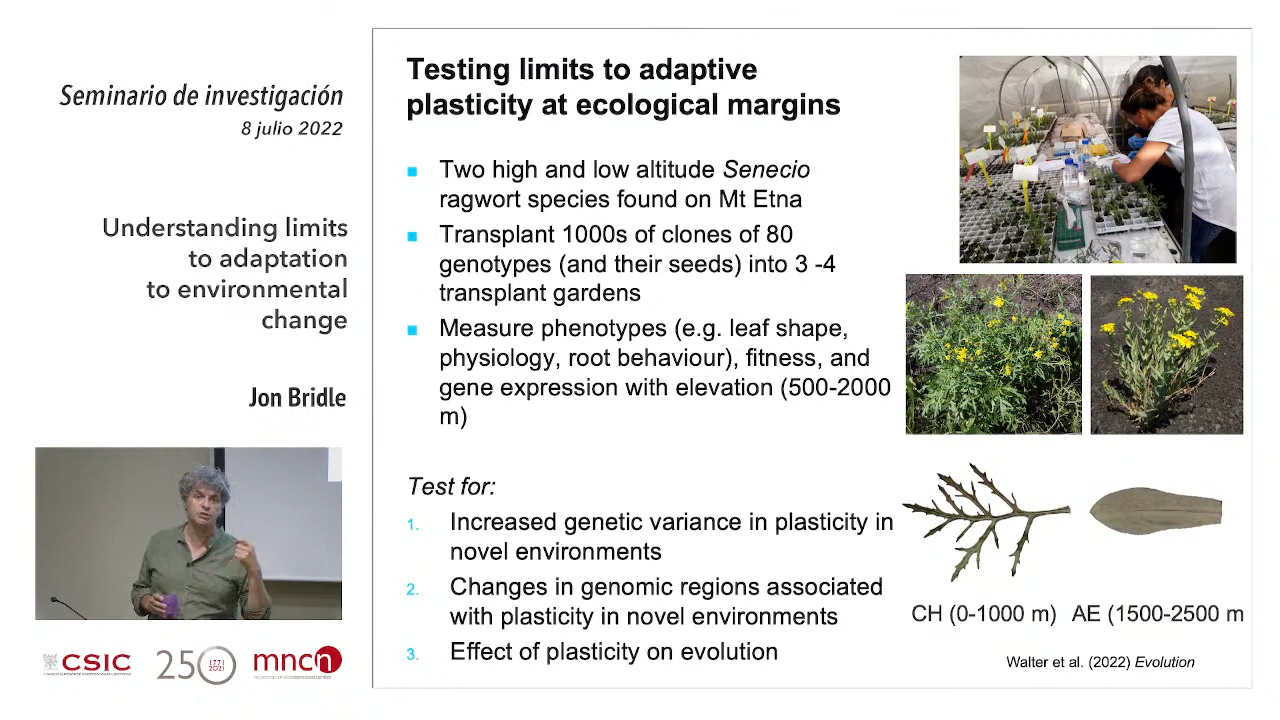 Seminario de investigación
8 julio 2022
Understanding limits
to adaptation
to environmental
change
Jon Bridle
CSIC
250
1771
2021
mncn
Testing limits to adaptive
plasticity at ecological margins
Two high and low altitude Senecio
ragwort species found on Mt Etna
Transplant 1000s of clones of 80
genotypes (and their seeds) into 3 -4
transplant gardens
Measure phenotypes (e.g. leaf shape,
physiology, root behaviour), fitness, and
gene expression with elevation (500-2000
m)
Test for:
1. Increased genetic variance in plasticity in
novel environments
2. Changes in genomic regions associated
with plasticity in novel environments
3. Effect of plasticity on evolution
CH (0-1000 m) AE (1500-2500 m
Walter et al. (2022) Evolution